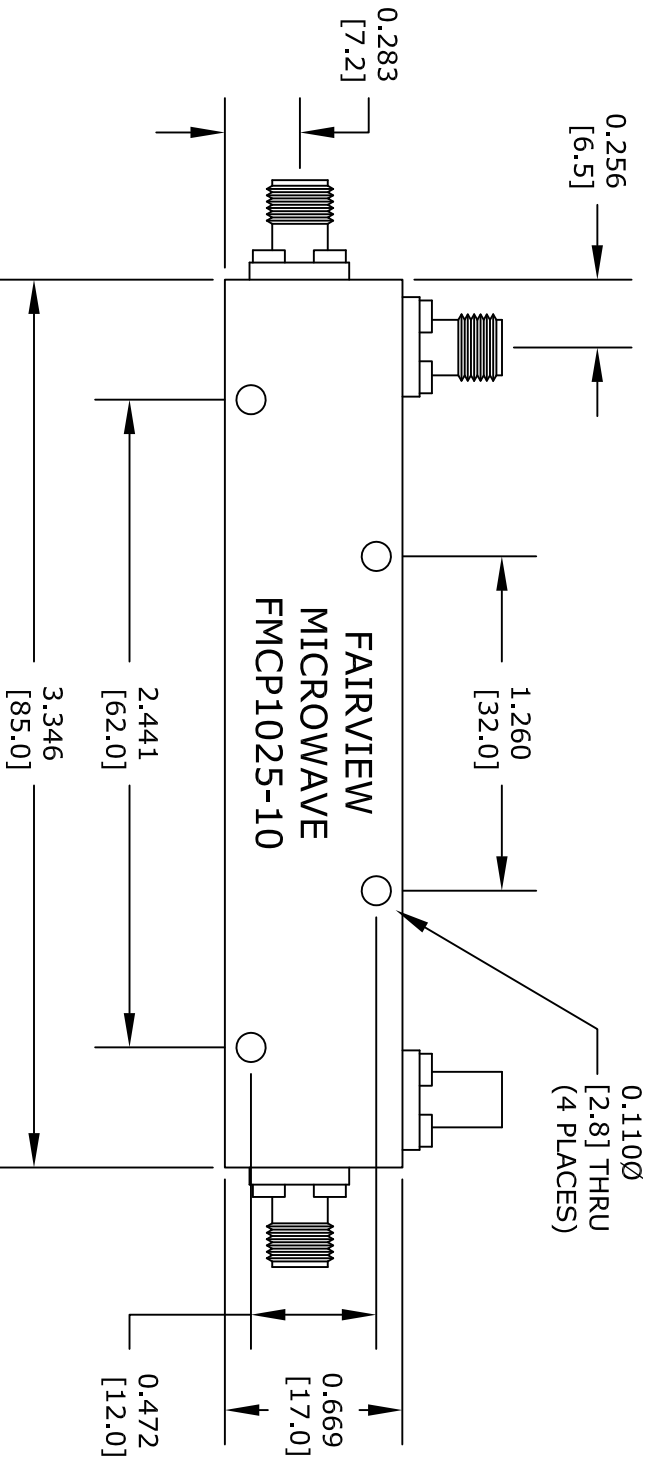 0.283
[7.2]
0.256
[6.5]
1.260
[32.0]
0.110Ø
[2.8] THRU
(4 PLACES)
FAIRVIEW
MICROWAVE
FMCP1025-10
2.441
[62.0]
3.346
[85.0]
0.669
[17.0]
0.472
[12.0]